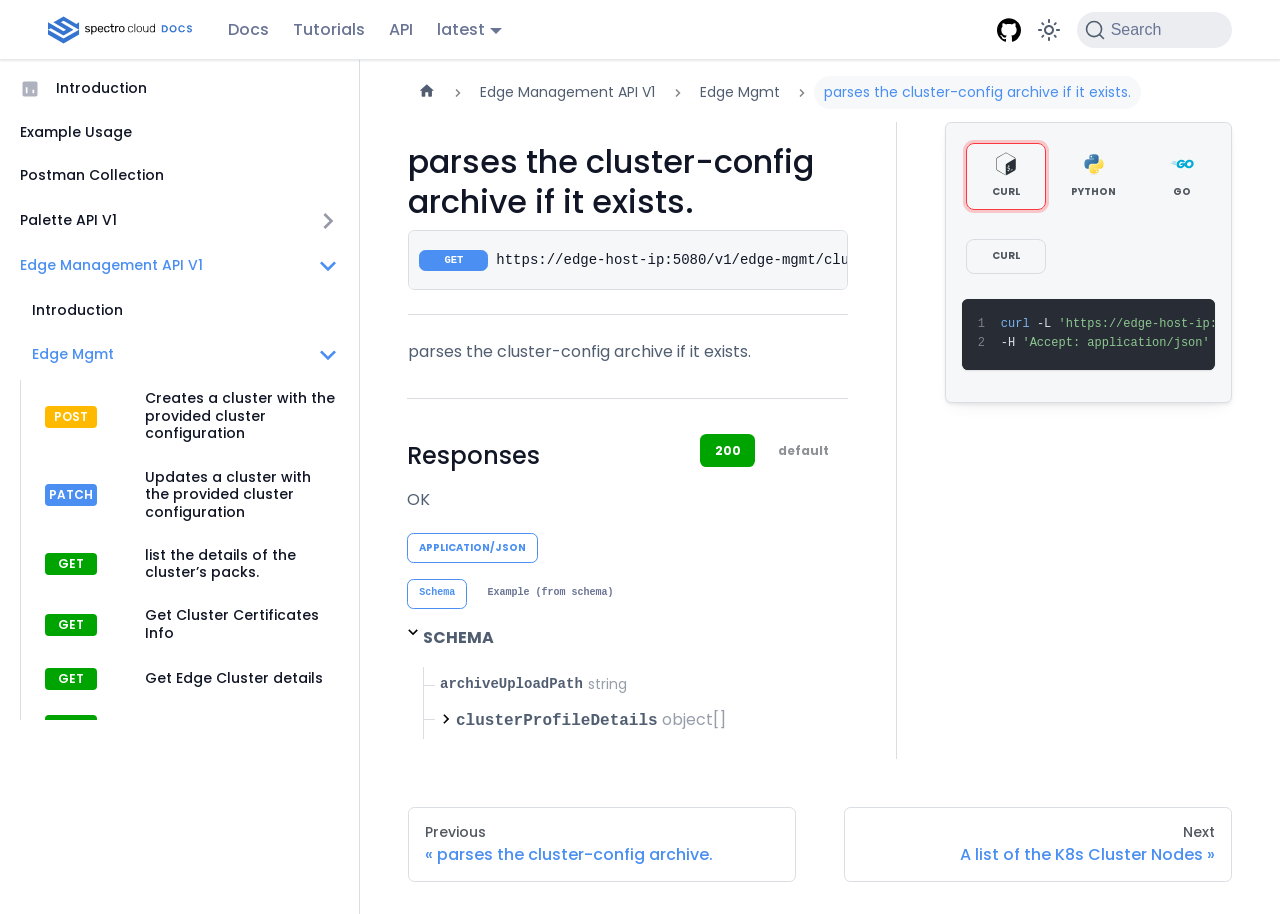 spectro cloud DOCS
Docs
Tutorials
API
latest
Search
Introduction
Example Usage
Postman Collection
Palette API V1
Edge Management API V1
Introduction
Edge Mgmt
POST
Creates a cluster with the
provided cluster
configuration
PATCH
Updates a cluster with
the provided cluster
configuration
GET
list the details of the
cluster’s packs.
GET
Get Cluster Certificates
Info
GET
Get Edge Cluster details
Edge Management API V1
Edge Mgmt
parses the cluster-config archive if it exists.
parses the cluster-config
archive if it exists.
GET https://edge-host-ip:5080/v1/edge-mgmt/clu
parses the cluster-config archive if it exists.
Responses
200
default
OK
APPLICATION/JSON
Schema
Example (from schema)
SCHEMA
archiveUploadPath string
clusterProfileDetails object[]
CURL
PYTHON
GO
GO
CURL
1 curl -L 'https://edge-host-ip:
2 -H 'Accept: application/json'
Previous
« parses the cluster-config archive.
Next
A list of the K8s Cluster Nodes »